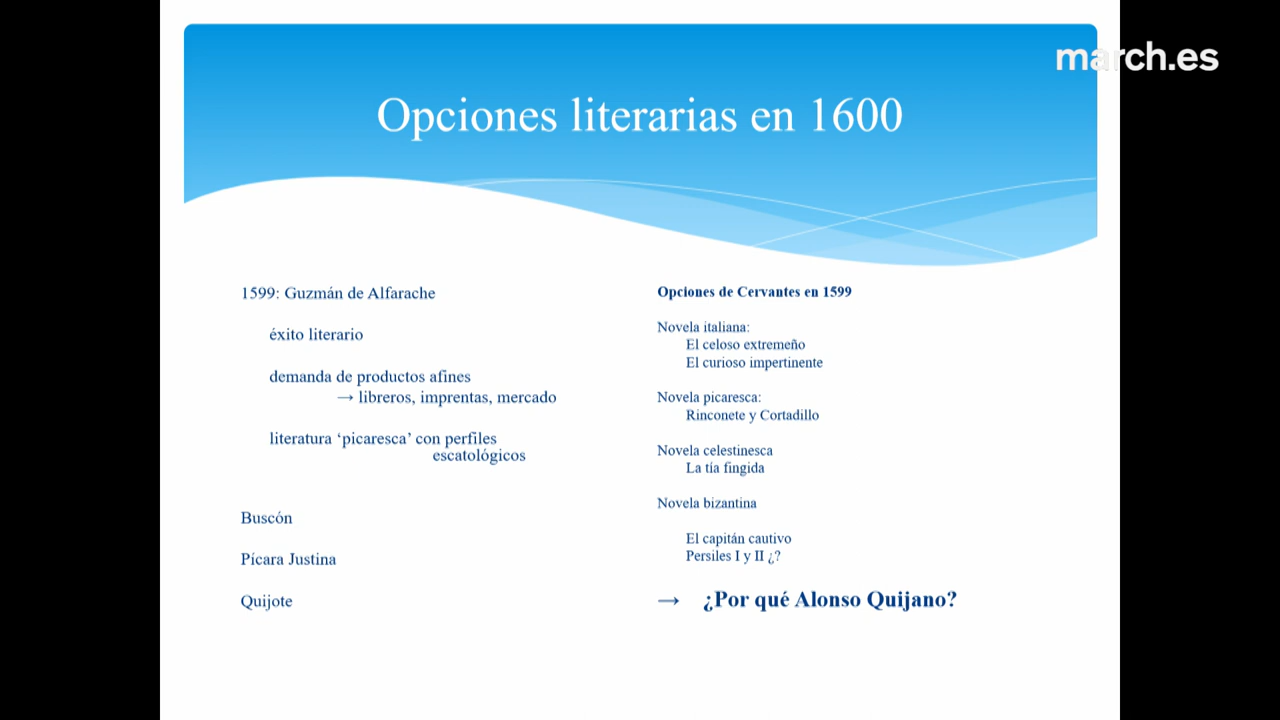 march.es
Opciones literarias en 1600
1599: Guzmán de Alfarache
éxito literario
demanda de productos afines
→ libreros, imprentas, mercado
literatura ‘picaresca’ con perfiles
escatológicos
Buscón
Pícara Justina
Quijote
Opciones de Cervantes en 1599
Novela italiana:
El celoso extremeño
El curioso impertinente
Novela picaresca:
Rinconete y Cortadillo
Novela celestinesca
La tía fingida
Novela bizantina
El capitán cautivo
Persiles I y II ¿?
→ ¿Por qué Alonso Quijano?